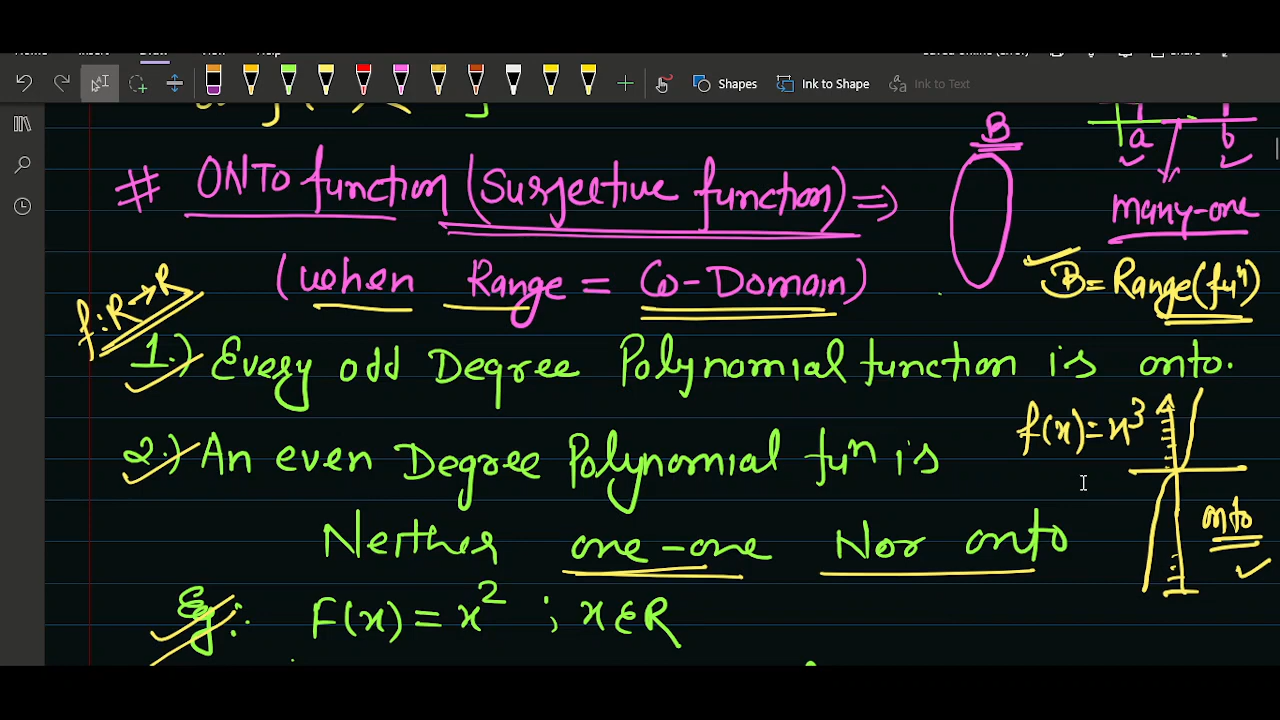 Ink to Shape
Shapes
Ink to Text
# ONTO function (Surjective function) ⇒
B
a
b
many-one
(when Range = Co-Domain)
B = Range(fuⁿ)
f: R → R
1.) Every odd Degree Polynomial function is onto.
f(x) = x³
2.) An even Degree Polynomial fuⁿ is
onto
Neither one-one Nor onto
Eg: F(x) = x² ; x ∈ R